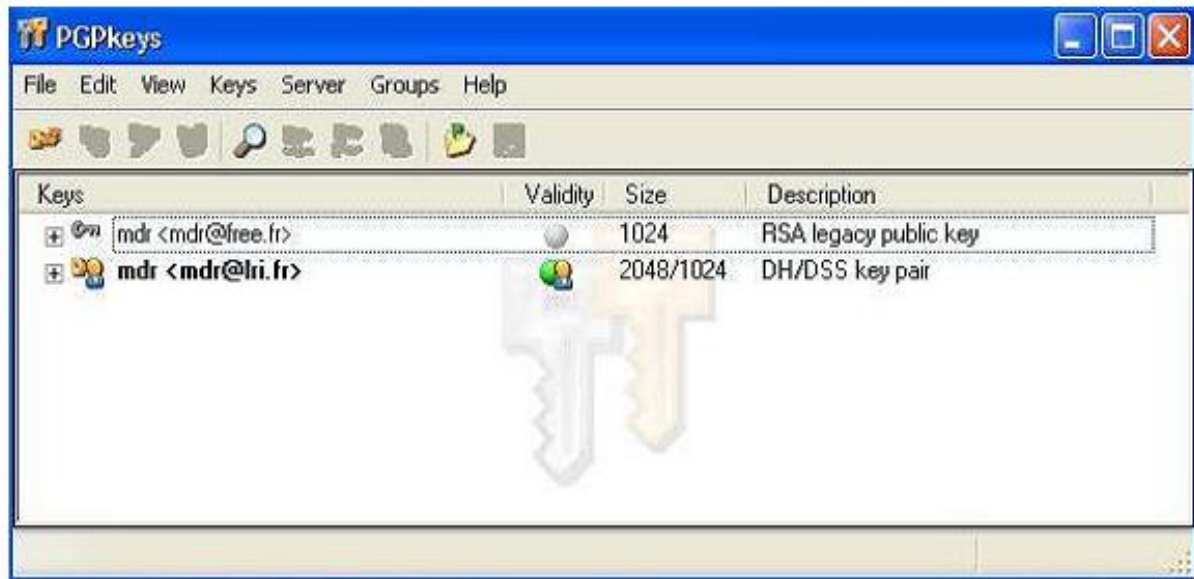 PGPkeys
File Edit View Keys Server Groups Help
Keys Validity Size Description
mdr <mdr@free.fr> 1024 RSA legacy public key
mdr <mdr@lri.fr> 2048/1024 DH/DSS key pair